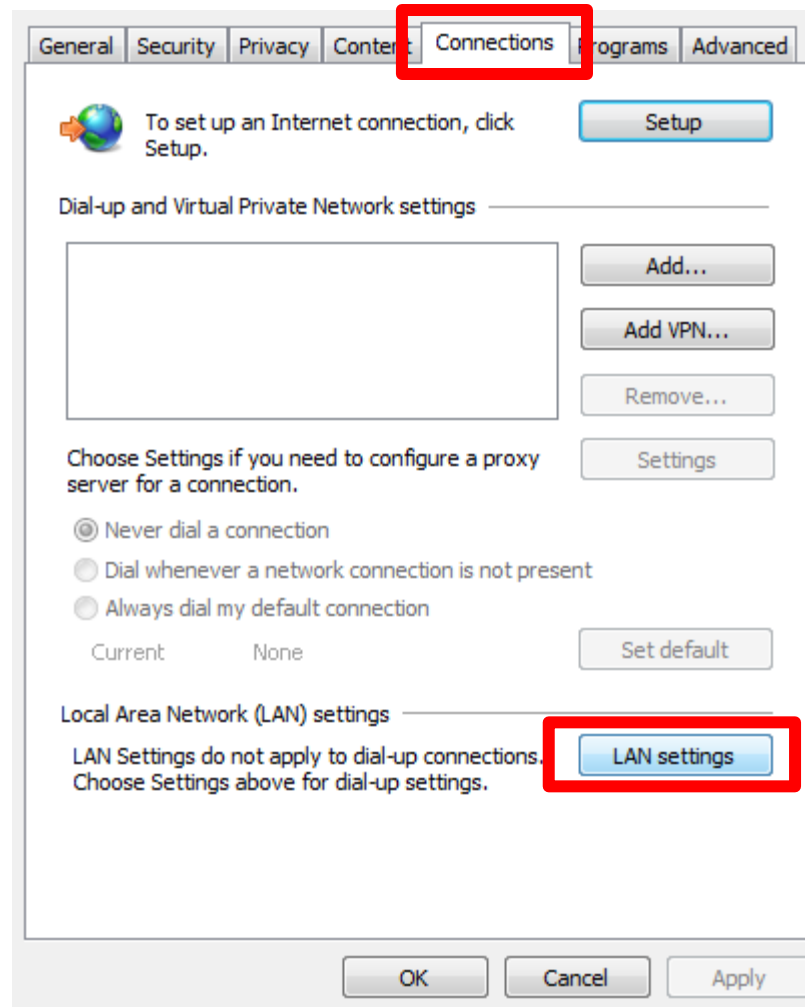 General Security Privacy Content Connections Programs Advanced
To set up an Internet connection, click
Setup.
Setup
Dial-up and Virtual Private Network settings
Add...
Add VPN...
Remove...
Choose Settings if you need to configure a proxy
server for a connection.
Settings
Never dial a connection
Dial whenever a network connection is not present
Always dial my default connection
Current None
Set default
Local Area Network (LAN) settings
LAN Settings do not apply to dial-up connections.
Choose Settings above for dial-up settings.
LAN settings
OK Cancel Apply